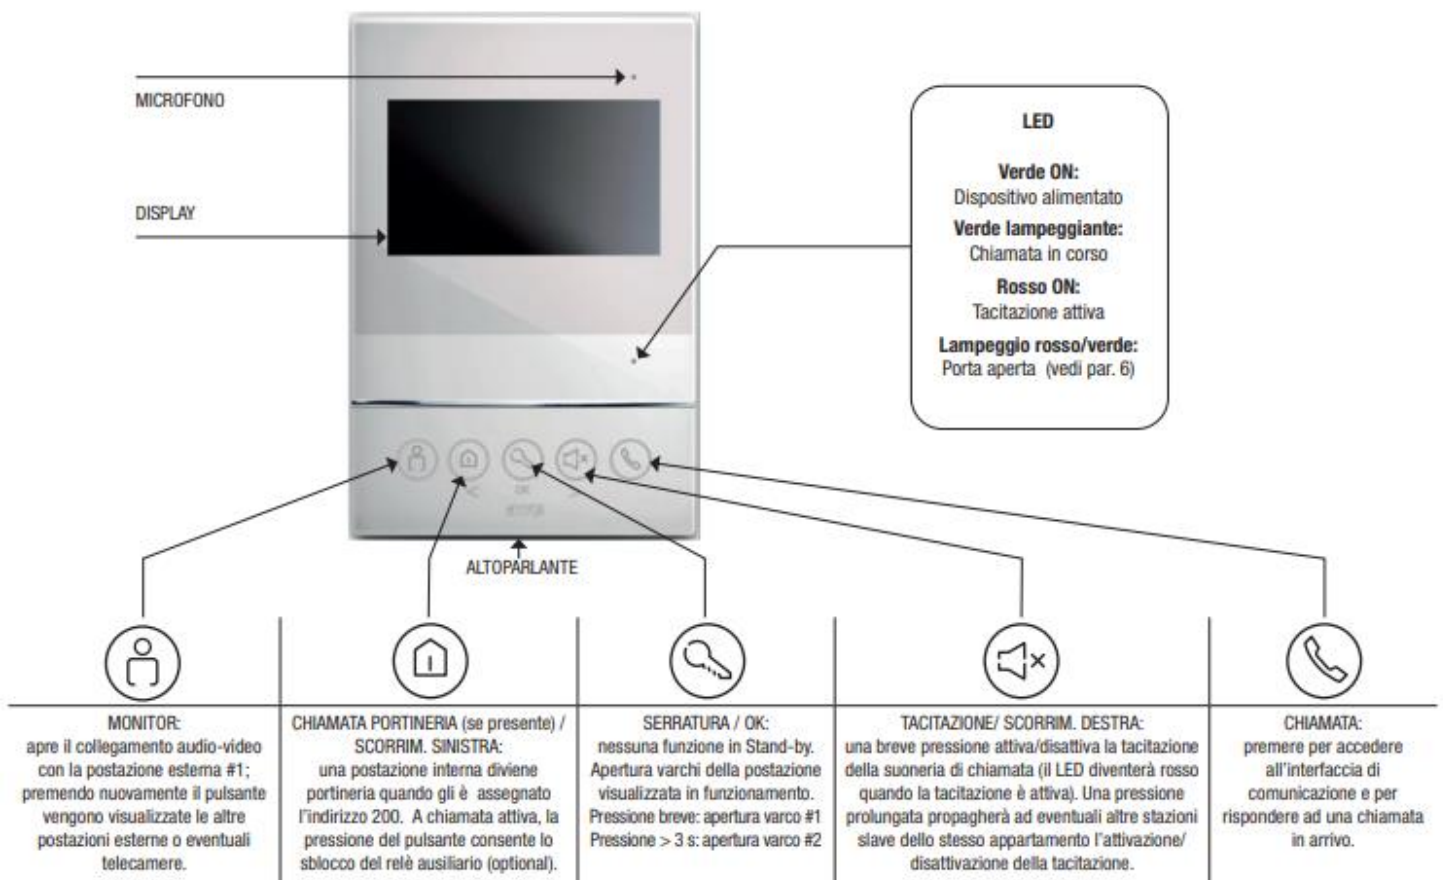 MICROFONO
DISPLAY
LED
Verde ON:
Dispositivo alimentato
Verde lampeggiante:
Chiamata in corso
Rosso ON:
Tacitazione attiva
Lampeggio rosso/verde:
Porta aperta (vedi par. 6)
OK
ALTOPARLANTE
MONITOR:
apre il collegamento audio-video
con la postazione esterna #1;
premendo nuovamente il pulsante
vengono visualizzate le altre
postazioni esterne o eventuali
telecamere.
CHIAMATA PORTINERIA (se presente) /
SCORRIM. SINISTRA:
una postazione interna diviene
portineria quando gli è assegnato
l'indirizzo 200. A chiamata attiva, la
pressione del pulsante consente lo
sblocco del relè ausiliario (optional).
SERRATURA / OK:
nessuna funzione in Stand-by.
Apertura varchi della postazione
visualizzata in funzionamento.
Pressione breve: apertura varco #1
Pressione > 3 s: apertura varco #2
TACITAZIONE/ SCORRIM. DESTRA:
una breve pressione attiva/disattiva la tacitazione
della suoneria di chiamata (il LED diventerà rosso
quando la tacitazione è attiva). Una pressione
prolungata propagherà ad eventuali altre stazioni
slave dello stesso appartamento l'attivazione/
disattivazione della tacitazione.
CHIAMATA:
premere per accedere
all'interfaccia di
comunicazione e per
rispondere ad una chiamata
in arrivo.